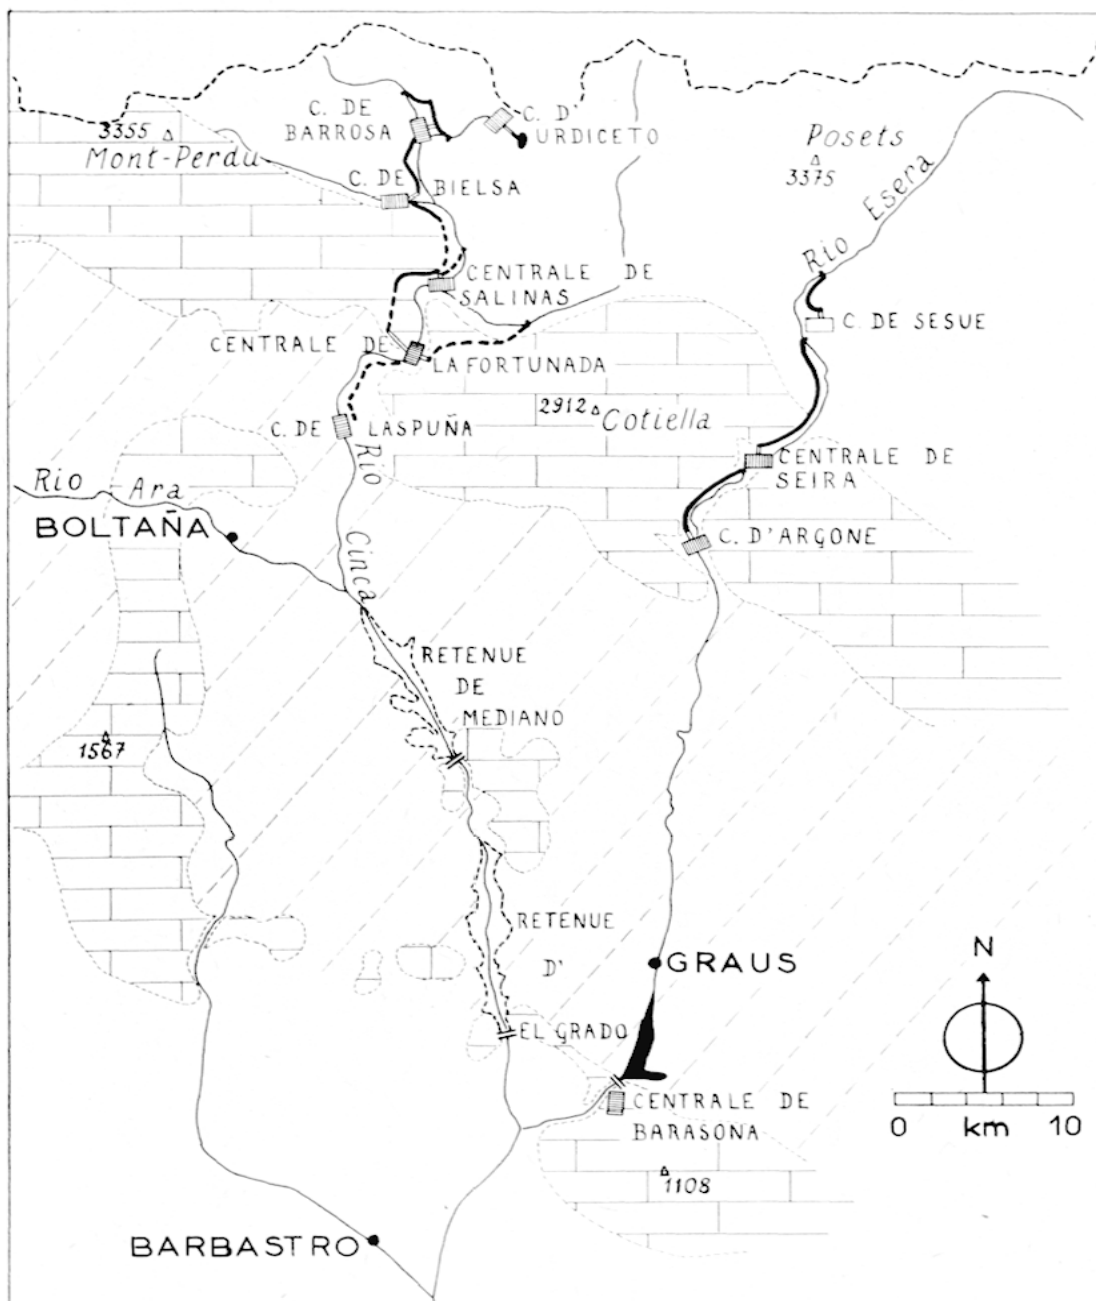 C. DE
BARROSA
C. D'
URDICETO
3355
Mont-Perdu
Posets
3375
C. DE BIELSA
Rio Esera
CENTRALE DE
SALINAS
C. DE SESUE
CENTRALE DE
LA FORTUNADA
2912
Cotiella
C. DE LASPUÑA
CENTRALE DE
SEIRA
Rio Ara
Rio Cinca
BOLTAÑA
C. D'ARGONE
RETENUE
DE
MEDIANO
1567
RETENUE
D'
EL GRADO
GRAUS
N
CENTRALE DE
BARASONA
0 km 10
1108
BARBASTRO